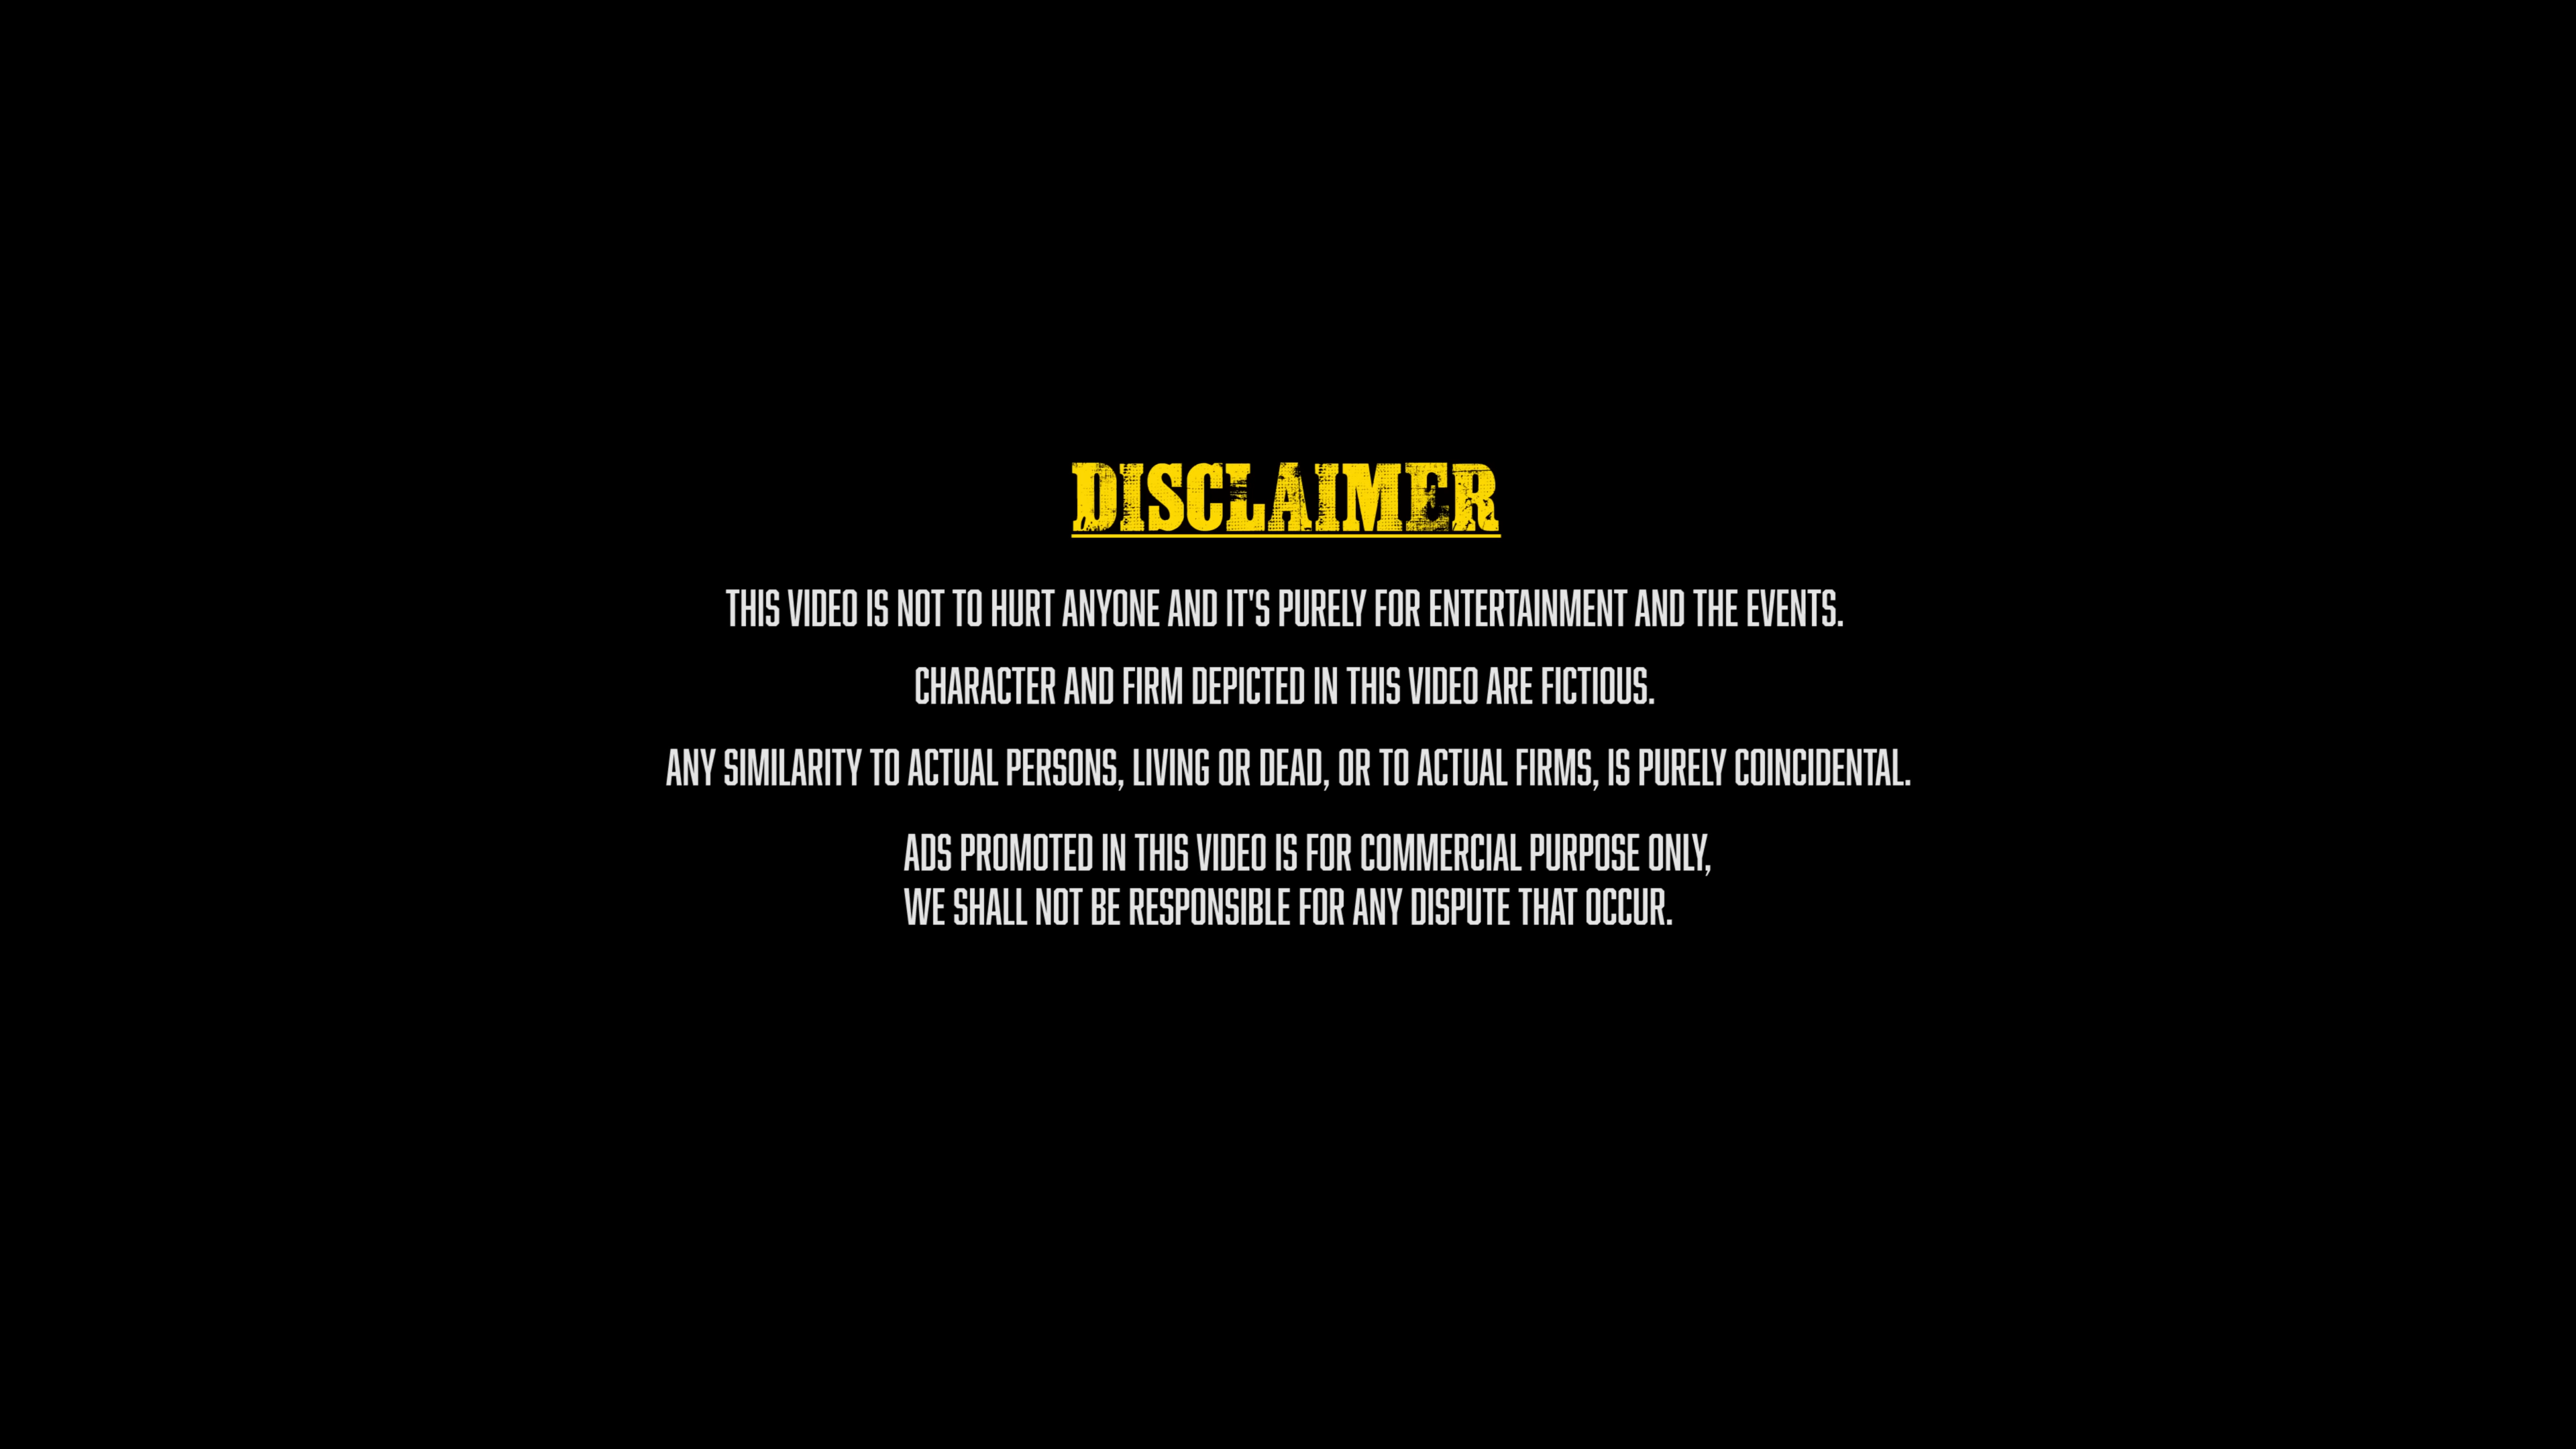 DISCLAIMER
THIS VIDEO IS NOT TO HURT ANYONE AND IT'S PURELY FOR ENTERTAINMENT AND THE EVENTS.
CHARACTER AND FIRM DEPICTED IN THIS VIDEO ARE FICTIOUS.
ANY SIMILARITY TO ACTUAL PERSONS, LIVING OR DEAD, OR TO ACTUAL FIRMS, IS PURELY COINCIDENTAL.
ADS PROMOTED IN THIS VIDEO IS FOR COMMERCIAL PURPOSE ONLY,
WE SHALL NOT BE RESPONSIBLE FOR ANY DISPUTE THAT OCCUR.